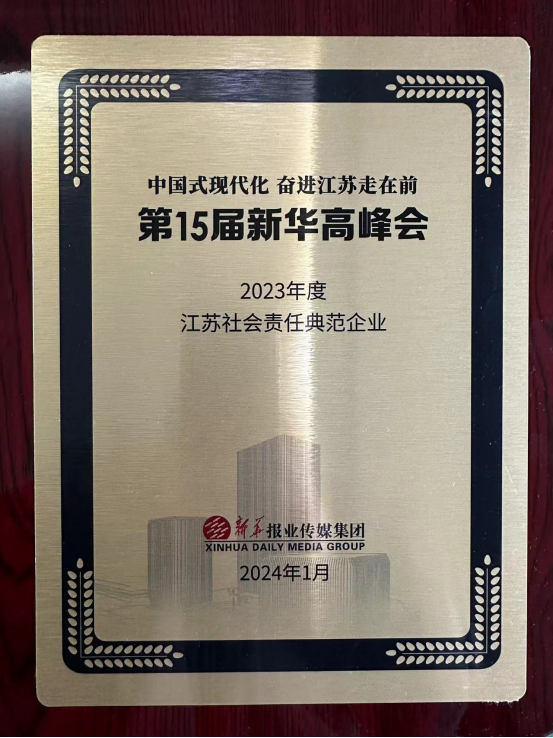 中国式现代化 奋进江苏走在前
第15届新华高峰会
2023年度
江苏社会责任典范企业
新华报业传媒集团
XINHUA DAILY MEDIA GROUP
2024年1月